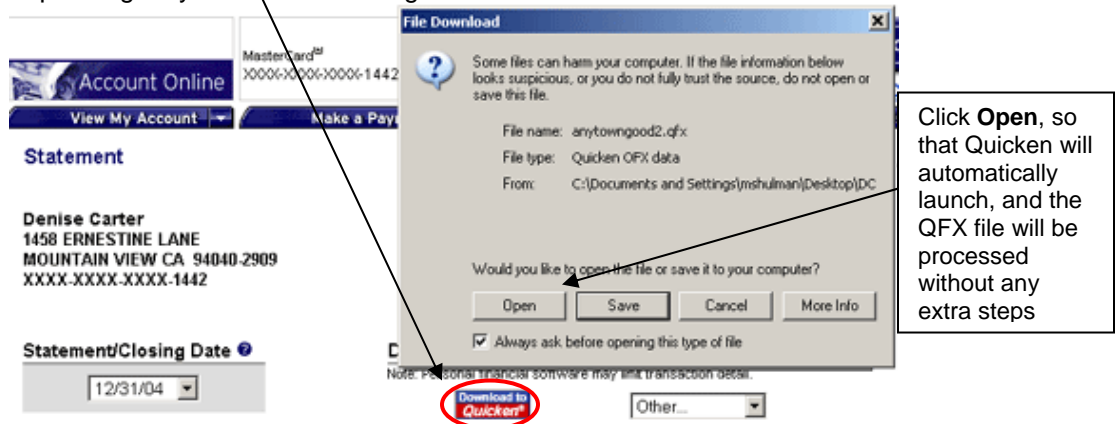 File Download
Some files can harm your computer. If the file information below
looks suspicious, or you do not fully trust the source, do not open or
save this file.
File name: anytowngood2.qfx
File type: Quicken OFX data
From: C:\Documents and Settings\mshulman\Desktop\DC
Would you like to open the file or save it to your computer?
Open Save Cancel More Info
Always ask before opening this type of file
MasterCard
XXXX-XXXX-XXXX-1442
Account Online
View My Account
Make a Pay
Statement
Denise Carter
1458 ERNESTINE LANE
MOUNTAIN VIEW CA 94040-2909
XXXX-XXXX-XXXX-1442
Statement/Closing Date
12/31/04
Note: Personal financial software may limit transaction detail.
Download to
Quicken®
Other...
Click Open, so
that Quicken will
automatically
launch, and the
QFX file will be
processed
without any
extra steps